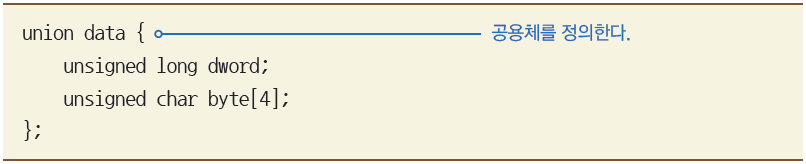 union data { 공용체를 정의한다.
    unsigned long dword;
    unsigned char byte[4];
};